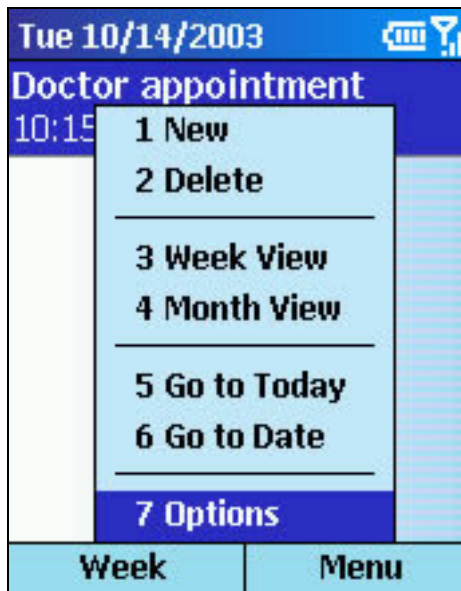 Tue 10/14/2003
Doctor appointment
10:15
1 New
2 Delete
3 Week View
4 Month View
5 Go to Today
6 Go to Date
7 Options
Week Menu